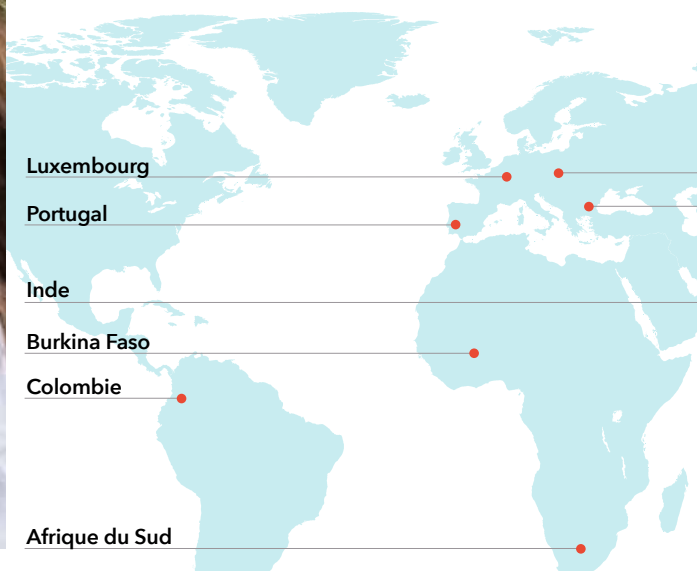 Luxembourg
Portugal
Inde
Burkina Faso
Colombie
Afrique du Sud